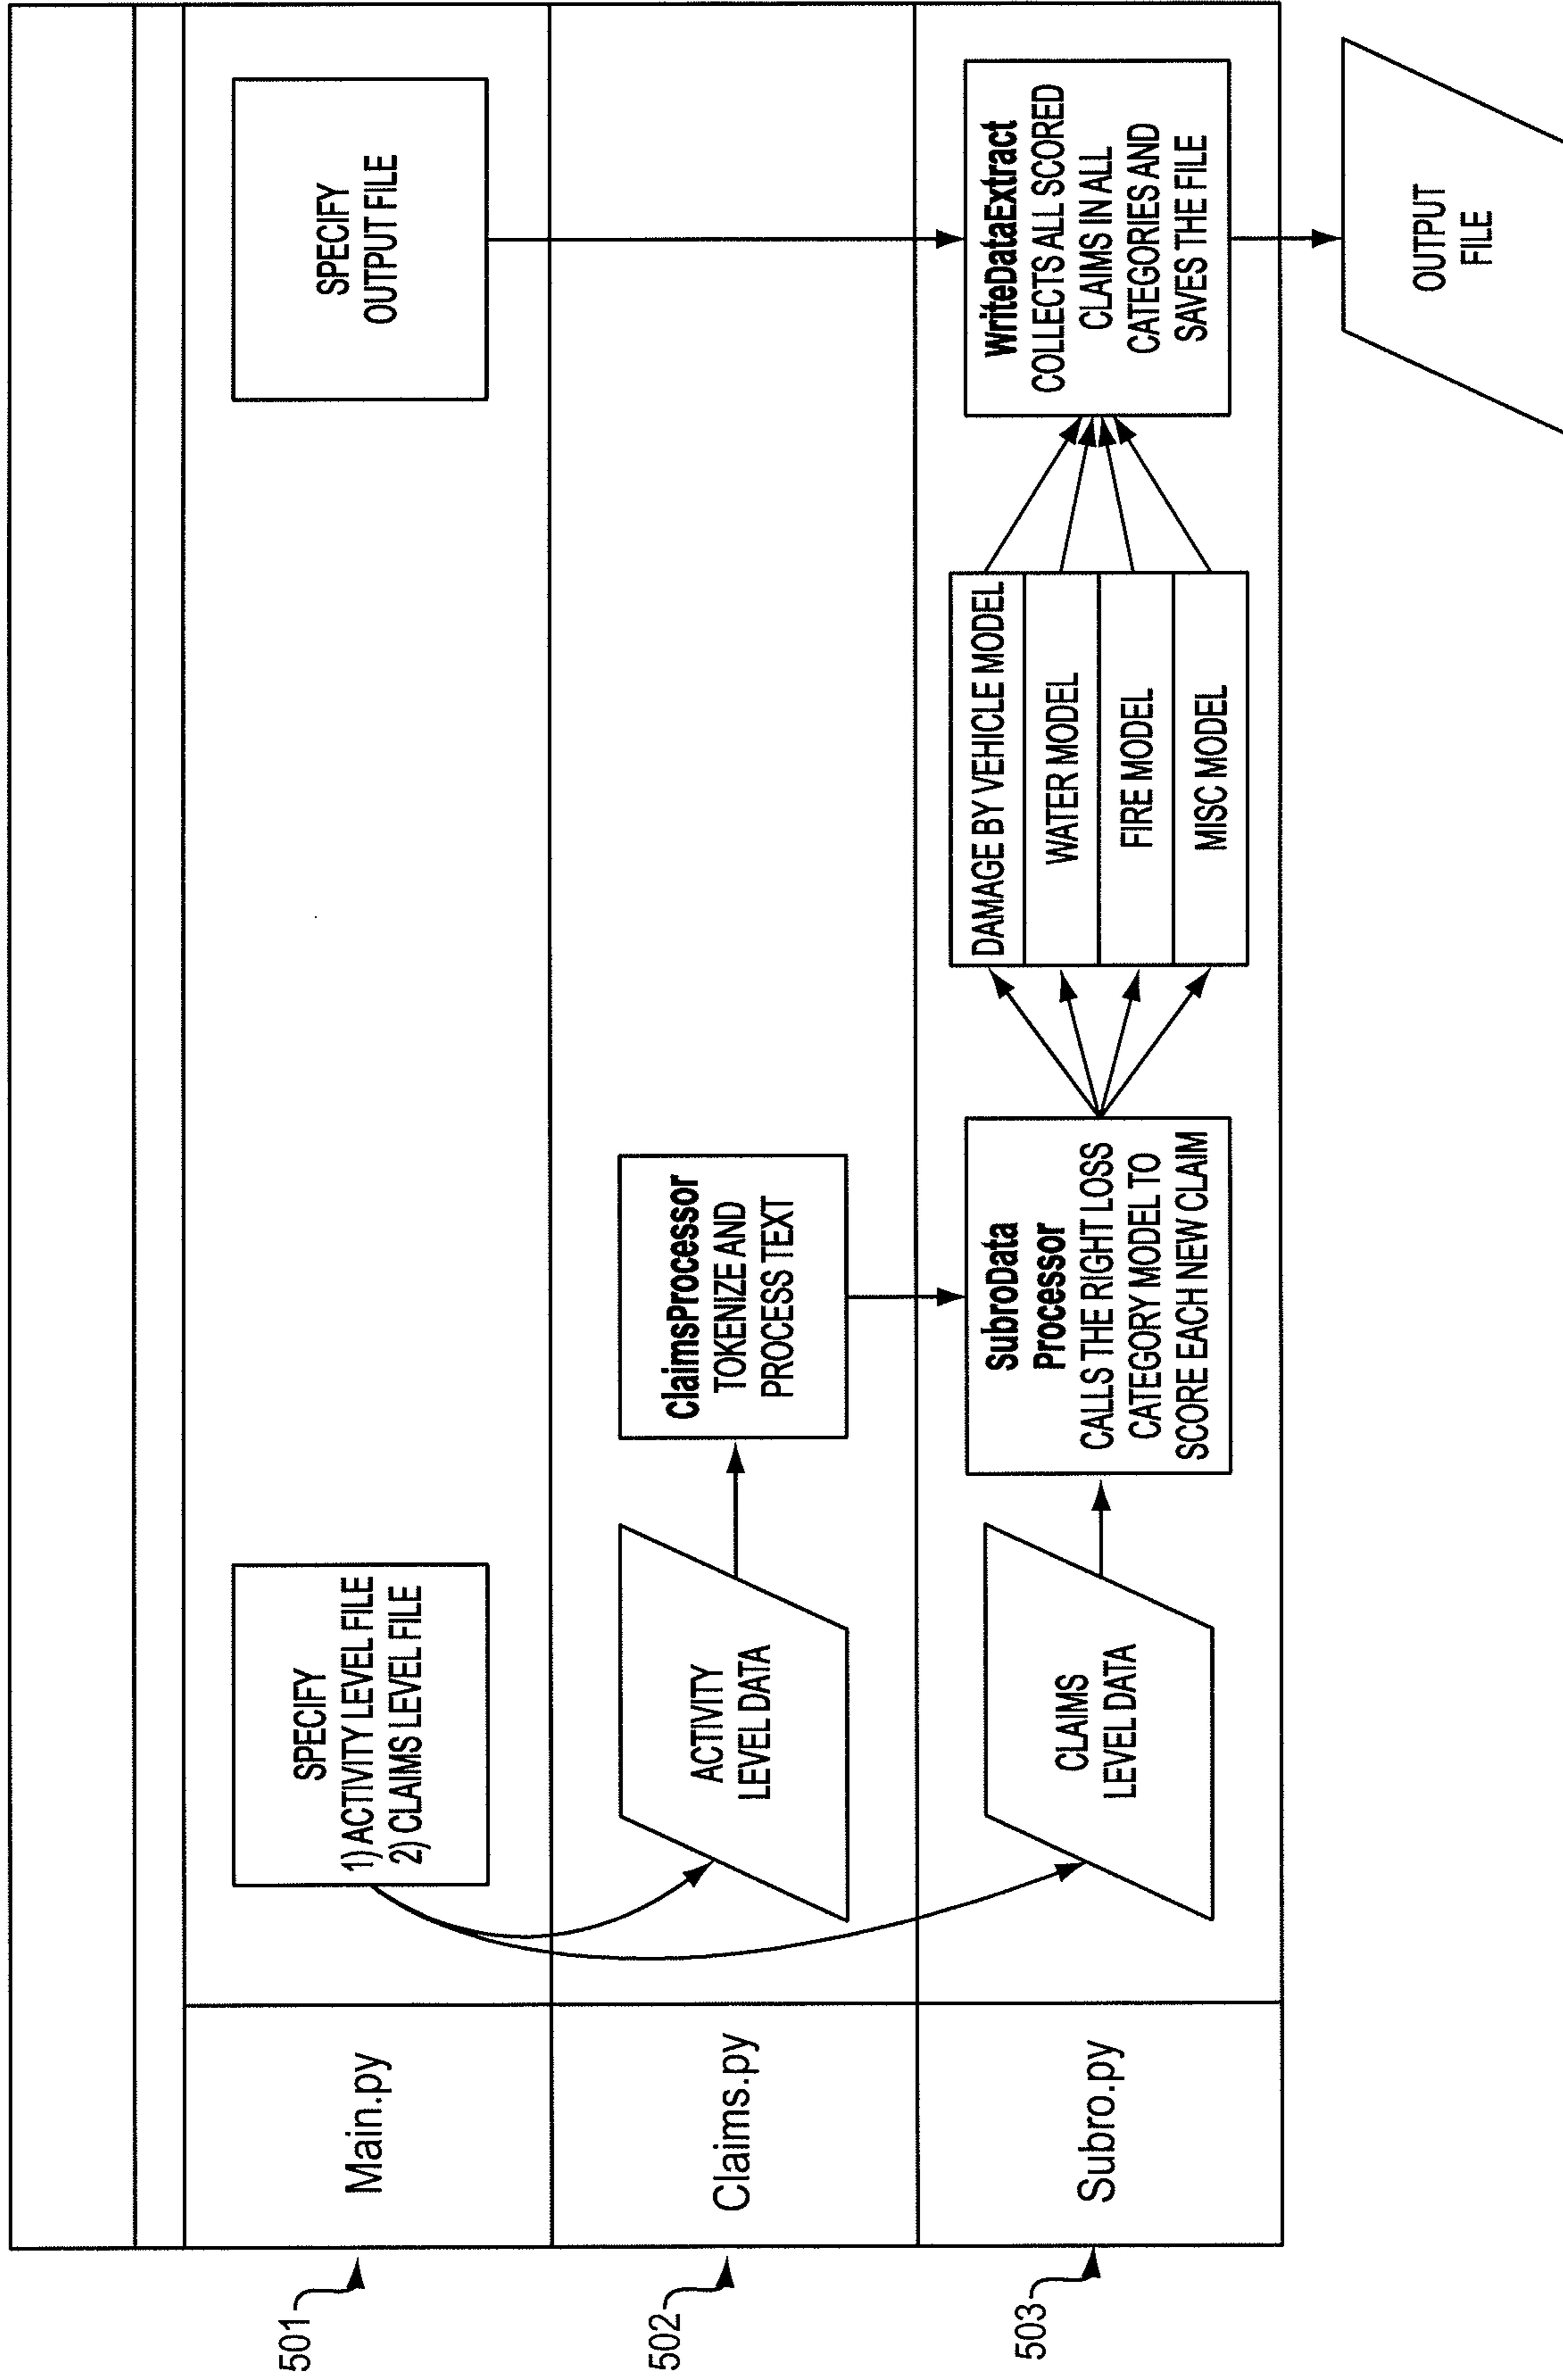 501
Main.py
SPECIFY
1) ACTIVITY LEVEL FILE
2) CLAIMS LEVEL FILE
SPECIFY
OUTPUT FILE
502
Claims.py
ACTIVITY
LEVEL DATA
ClaimsProcessor
TOKENIZE AND
PROCESS TEXT
503
Subro.py
CLAIMS
LEVEL DATA
SubroData
Processor
CALLS THE RIGHT LOSS
CATEGORY MODEL TO
SCORE EACH NEW CLAIM
DAMAGE BY VEHICLE MODEL
WATER MODEL
FIRE MODEL
MISC MODEL
WriteDataExtract
COLLECTS ALL SCORED
CLAIMS IN ALL
CATEGORIES AND
SAVES THE FILE
OUTPUT
FILE